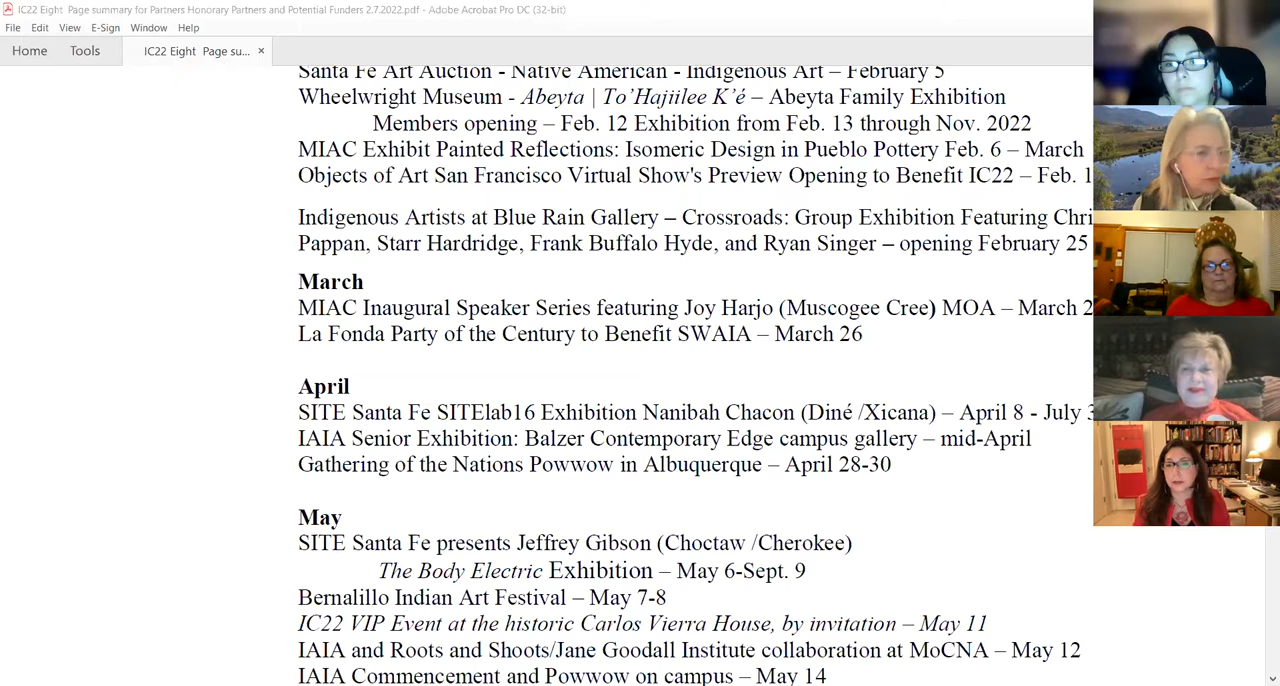 IC22 Eight Page summary for Partners Honorary Partners and Potential Funders 2.7.2022.pdf - Adobe Acrobat Pro DC (32-bit)
File Edit View E-Sign Window Help
Home Tools IC22 Eight Page su... ×
Santa Fe Art Auction - Native American - Indigenous Art – February 5
Wheelwright Museum - Abeyta | To'Hajiilee K'é – Abeyta Family Exhibition
Members opening – Feb. 12 Exhibition from Feb. 13 through Nov. 2022
MIAC Exhibit Painted Reflections: Isomeric Design in Pueblo Pottery Feb. 6 – March
Objects of Art San Francisco Virtual Show's Preview Opening to Benefit IC22 – Feb. 1
Indigenous Artists at Blue Rain Gallery – Crossroads: Group Exhibition Featuring Chri
Pappan, Starr Hardridge, Frank Buffalo Hyde, and Ryan Singer – opening February 25
March
MIAC Inaugural Speaker Series featuring Joy Harjo (Muscogee Cree) MOA – March 2
La Fonda Party of the Century to Benefit SWAIA – March 26
April
SITE Santa Fe SITElab16 Exhibition Nanibah Chacon (Diné /Xicana) – April 8 - July 3
IAIA Senior Exhibition: Balzer Contemporary Edge campus gallery – mid-April
Gathering of the Nations Powwow in Albuquerque – April 28-30
May
SITE Santa Fe presents Jeffrey Gibson (Choctaw /Cherokee)
The Body Electric Exhibition – May 6-Sept. 9
Bernalillo Indian Art Festival – May 7-8
IC22 VIP Event at the historic Carlos Vierra House, by invitation – May 11
IAIA and Roots and Shoots/Jane Goodall Institute collaboration at MoCNA – May 12
IAIA Commencement and Powwow on campus – May 14